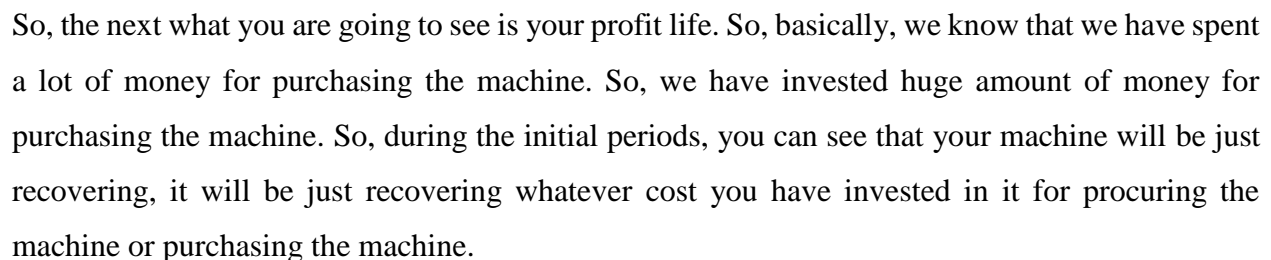 So, the next what you are going to see is your profit life. So, basically, we know that we have spent
a lot of money for purchasing the machine. So, we have invested huge amount of money for
purchasing the machine. So, during the initial periods, you can see that your machine will be just
recovering, it will be just recovering whatever cost you have invested in it for procuring the
machine or purchasing the machine.